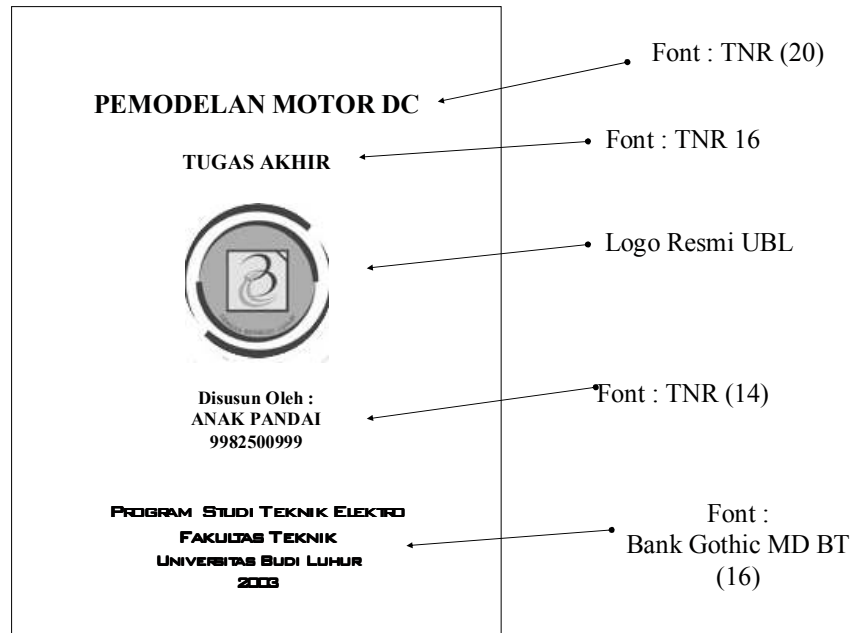 Font : TNR (20)
PEMODELAN MOTOR DC
Font : TNR 16
TUGAS AKHIR
Logo Resmi UBL
Disusun Oleh :
ANAK PANDAI
9982500999
Font : TNR (14)
PROGRAM STUDI TEKNIK ELEKTRO
FAKULTAS TEKNIK
UNIVERSITAS BUDI LUHUR
2003
Font :
Bank Gothic MD BT
(16)